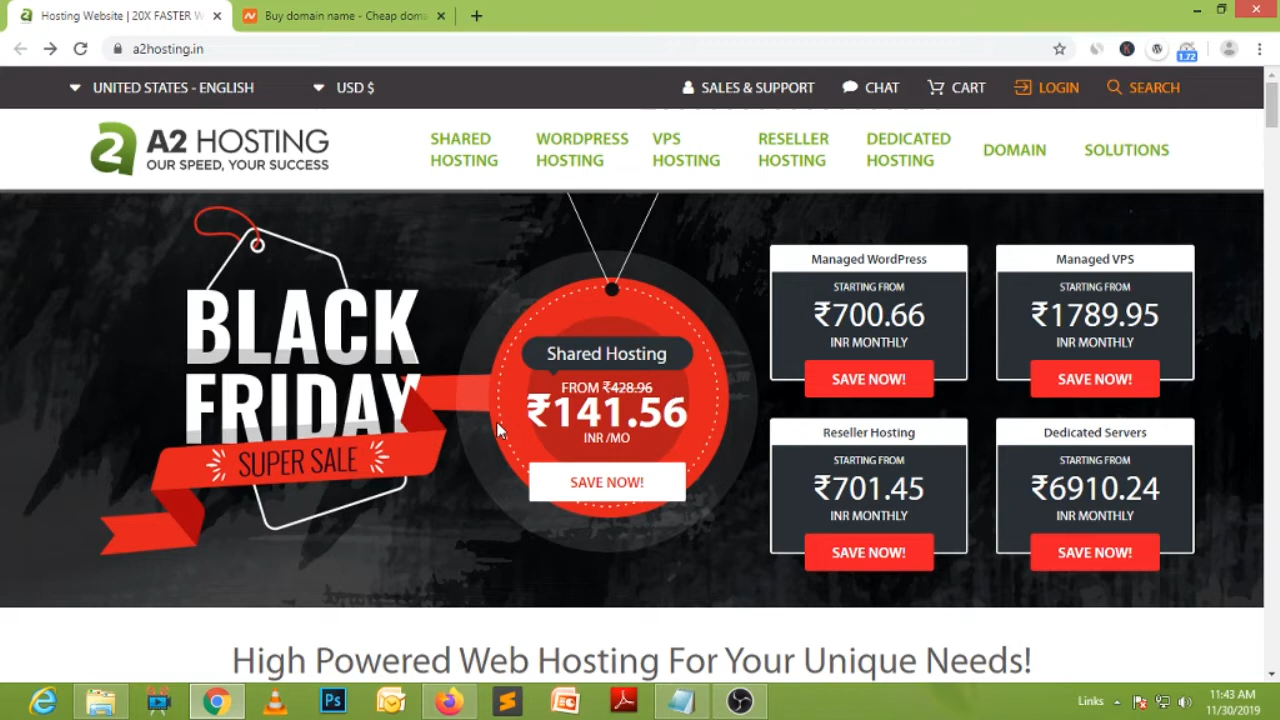 Hosting Website | 20X FASTER W
Buy domain name - Cheap doma
a2hosting.in
1.72
UNITED STATES - ENGLISH
USD $
SALES & SUPPORT
CHAT
CART
LOGIN
SEARCH
A2 HOSTING
OUR SPEED, YOUR SUCCESS
SHARED
HOSTING
WORDPRESS
HOSTING
VPS
HOSTING
RESELLER
HOSTING
DEDICATED
HOSTING
DOMAIN
SOLUTIONS
BLACK
FRIDAY
SUPER SALE
Shared Hosting
FROM ₹428.96
₹141.56
INR /MO
SAVE NOW!
Managed WordPress
STARTING FROM
₹700.66
INR MONTHLY
SAVE NOW!
Managed VPS
STARTING FROM
₹1789.95
INR MONTHLY
SAVE NOW!
Reseller Hosting
STARTING FROM
₹701.45
INR MONTHLY
SAVE NOW!
Dedicated Servers
STARTING FROM
₹6910.24
INR MONTHLY
SAVE NOW!
High Powered Web Hosting For Your Unique Needs!
Ps
Links
11:43 AM
11/30/2019